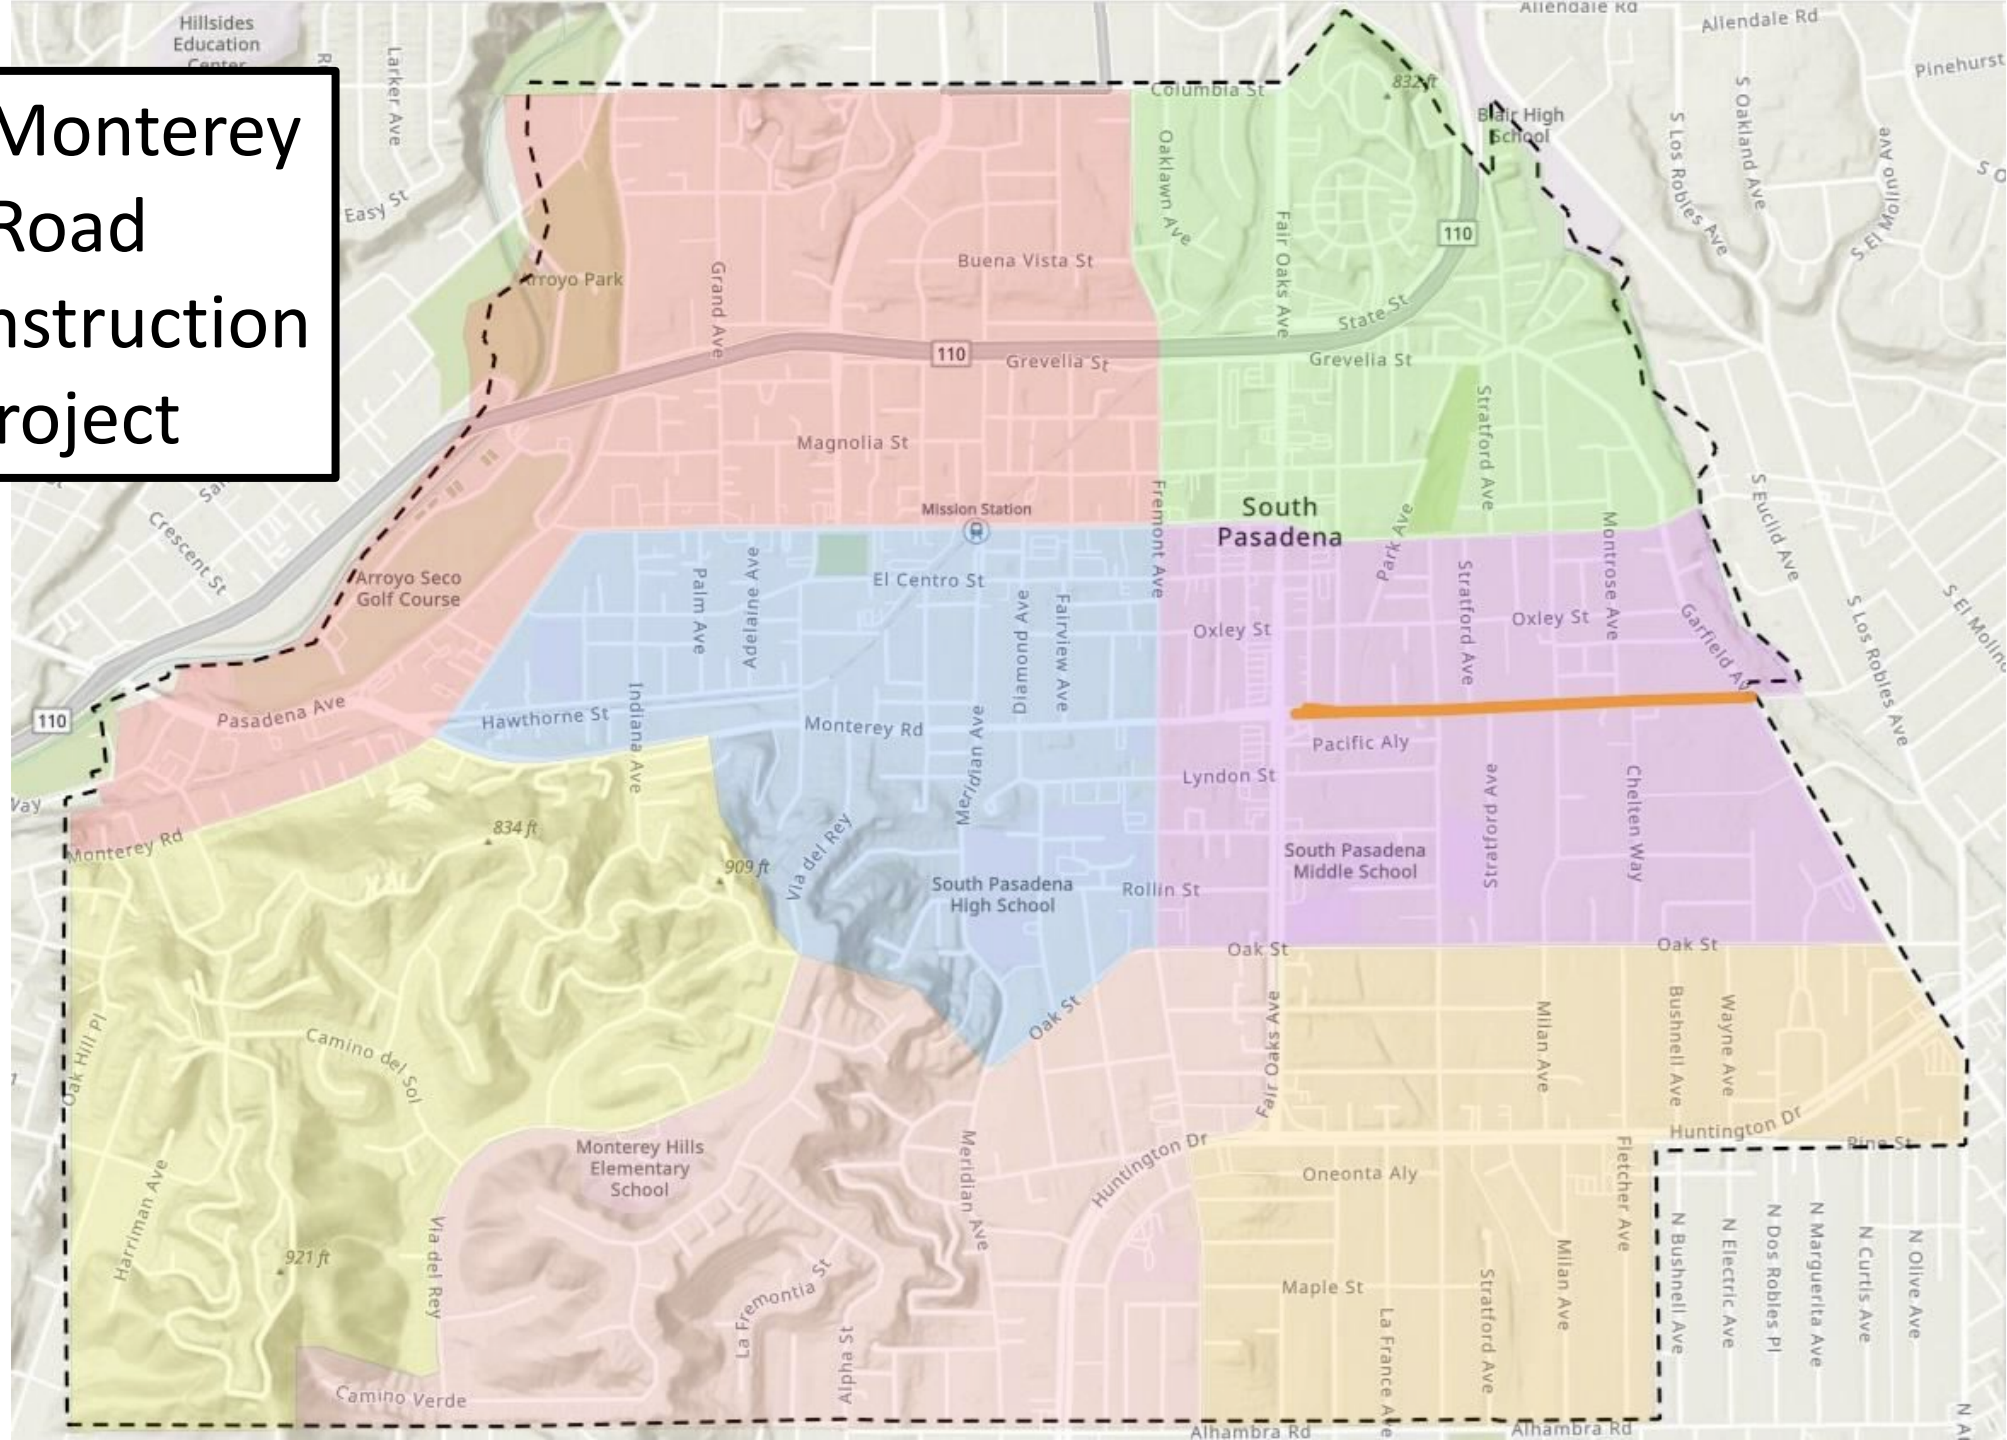 Monterey
Road
nstruction
roject
Hillsides
Education
Center
Larker Ave
Easy St
Allendale Rd
Allendale Rd
Pinehurst
Columbia St
832 ft
Blair High
School
S Oakland Ave
S Los Robles Ave
S El Molino Ave
Oaklawn Ave
Fair Oaks Ave
110
Buena Vista St
Arroyo Park
Grand Ave
State St
110
Grevelia St
Grevelia St
Stratford Ave
Magnolia St
Mission Station
Fremont Ave
South
Pasadena
Park Ave
Montrose Ave
S Euclid Ave
Crescent St
Arroyo Seco
Golf Course
Palm Ave
Adelaine Ave
El Centro St
Diamond Ave
Fairview Ave
Oxley St
Stratford Ave
Oxley St
Garfield Av
S Los Robles Ave
S El Molino
110
Pasadena Ave
Hawthorne St
Indiana Ave
Monterey Rd
Meridian Ave
Pacific Aly
Lyndon St
Stratford Ave
Chelten Way
Way
Monterey Rd
834 ft
909 ft
Via del Rey
South Pasadena
High School
Rollin St
South Pasadena
Middle School
Oak St
Oak St
Oak St
Oak Hill Pl
Camino del Sol
Fair Oaks Ave
Milan Ave
Bushnell Ave
Wayne Ave
Huntington Dr
Pine St
Monterey Hills
Elementary
School
Meridian Ave
Huntington Dr
Oneonta Aly
Fletcher Ave
Harriman Ave
921 ft
Via del Rey
La Fremontia St
Alpha St
Maple St
La France Ave
Stratford Ave
Milan Ave
N Bushnell Ave
N Electric Ave
N Dos Robles Pl
N Marguerita Ave
N Curtis Ave
N Olive Ave
Camino Verde
Alhambra Rd
Alhambra Rd